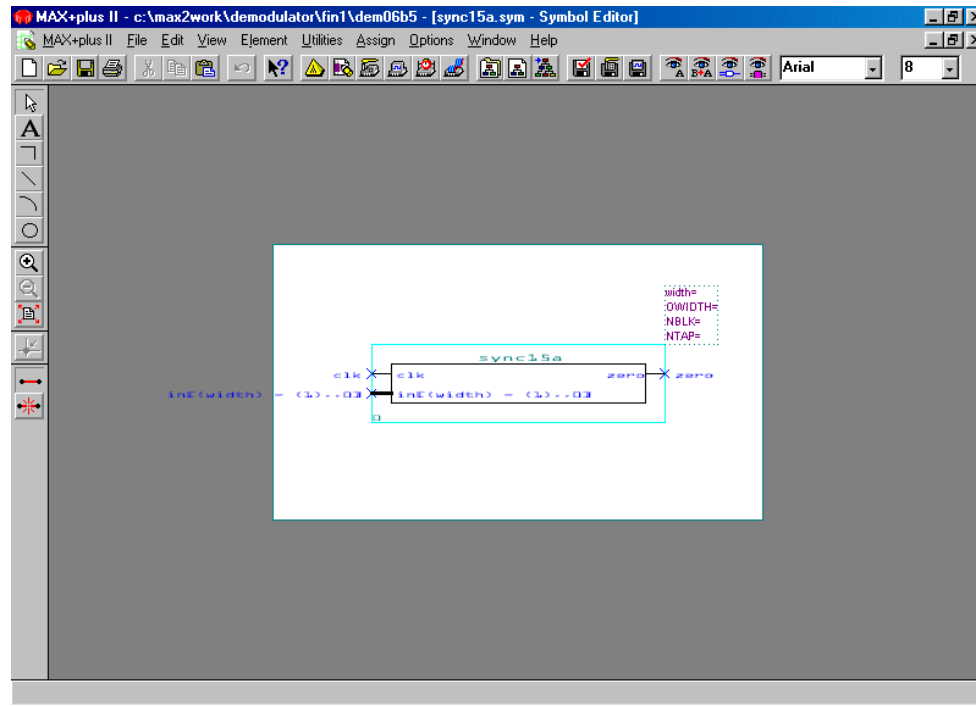 MAX+plus II - c:\max2work\demodulator\fin1\dem06b5 - [sync15a.sym - Symbol Editor]
MAX+plus II File Edit View Element Utilities Assign Options Window Help
Arial 8
A
width=
OWIDTH=
NBLK=
NTAP=
sync15a
clk clk zero zero
in[(width) - (1)..0] in[(width) - (1)..0]